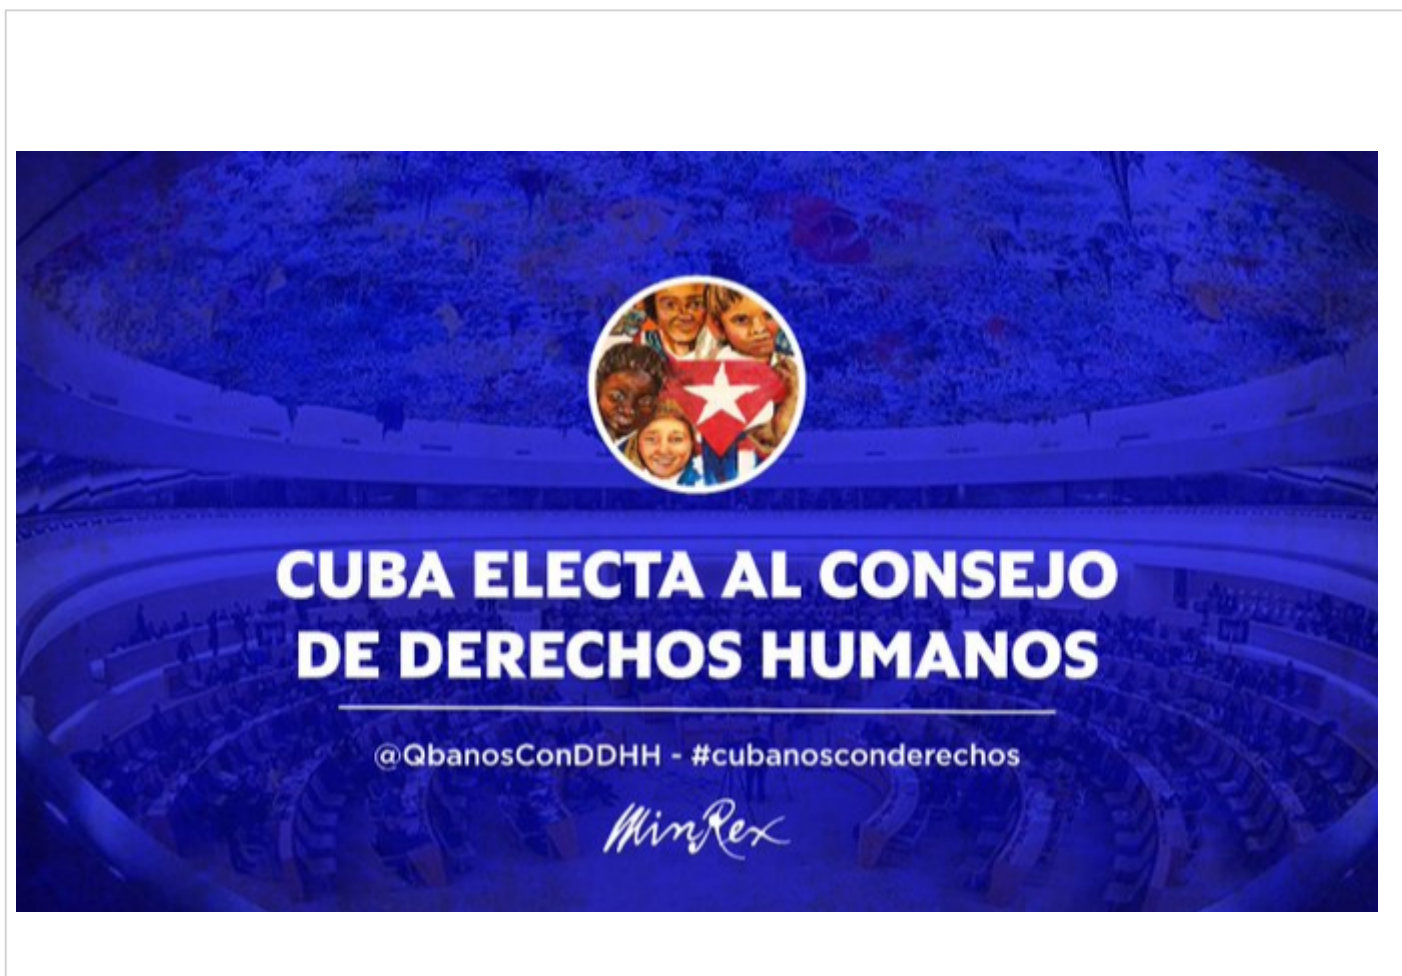 CUBA ELECTA AL CONSEJO
DE DERECHOS HUMANOS
@QbanosConDDHH - #cubanosconderechos
MinRex